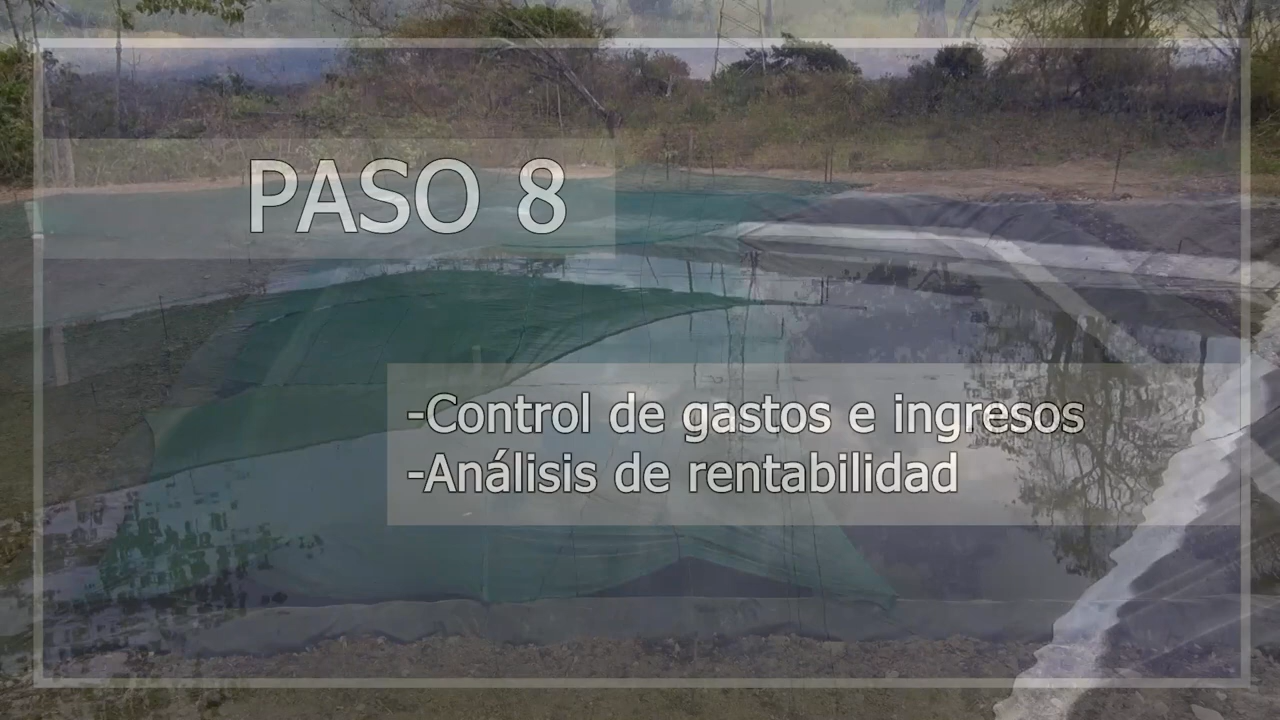 PASO 8
-Control de gastos e ingresos
-Análisis de rentabilidad